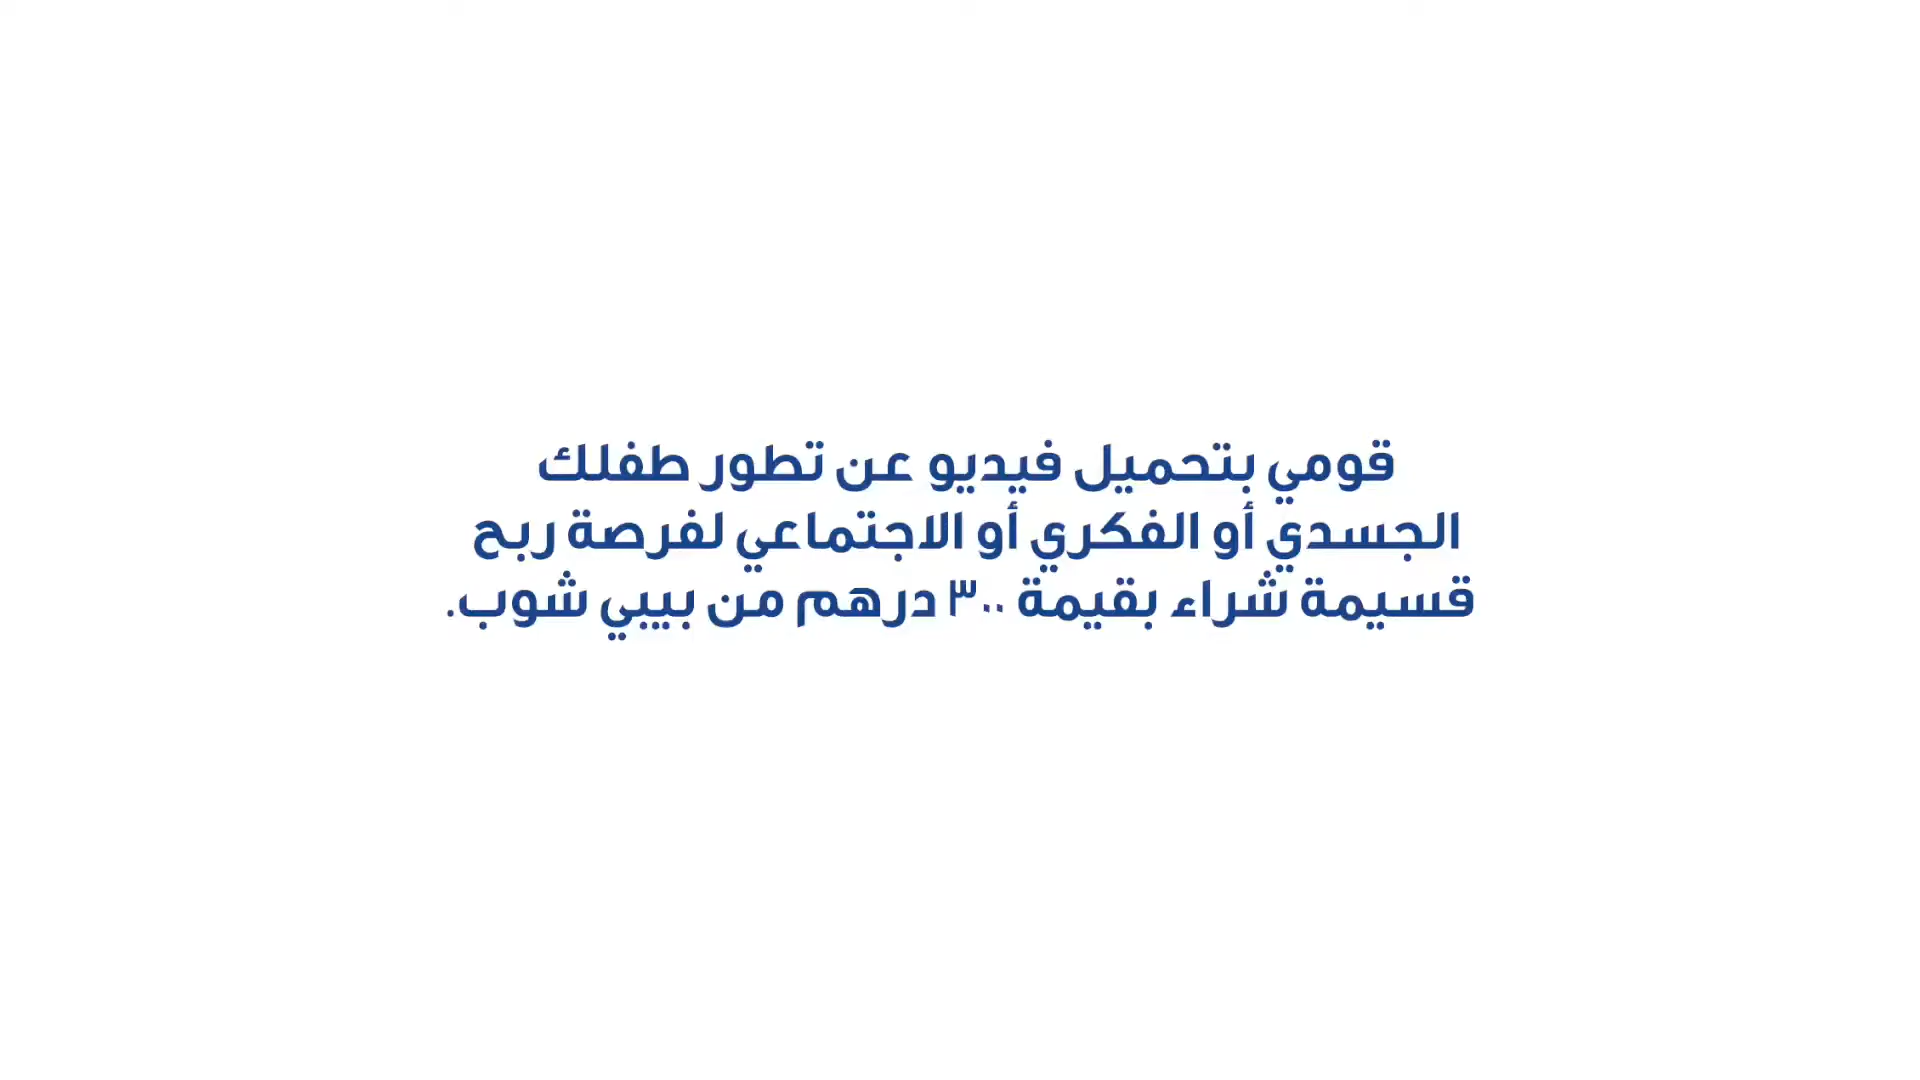 قومي بتحميل فيديو عن تطور طفلك
الجسدي أو الفكري أو الاجتماعي لفرصة ربح
قسيمة شراء بقيمة ٣٠٠ درهم من بيبي شوب.